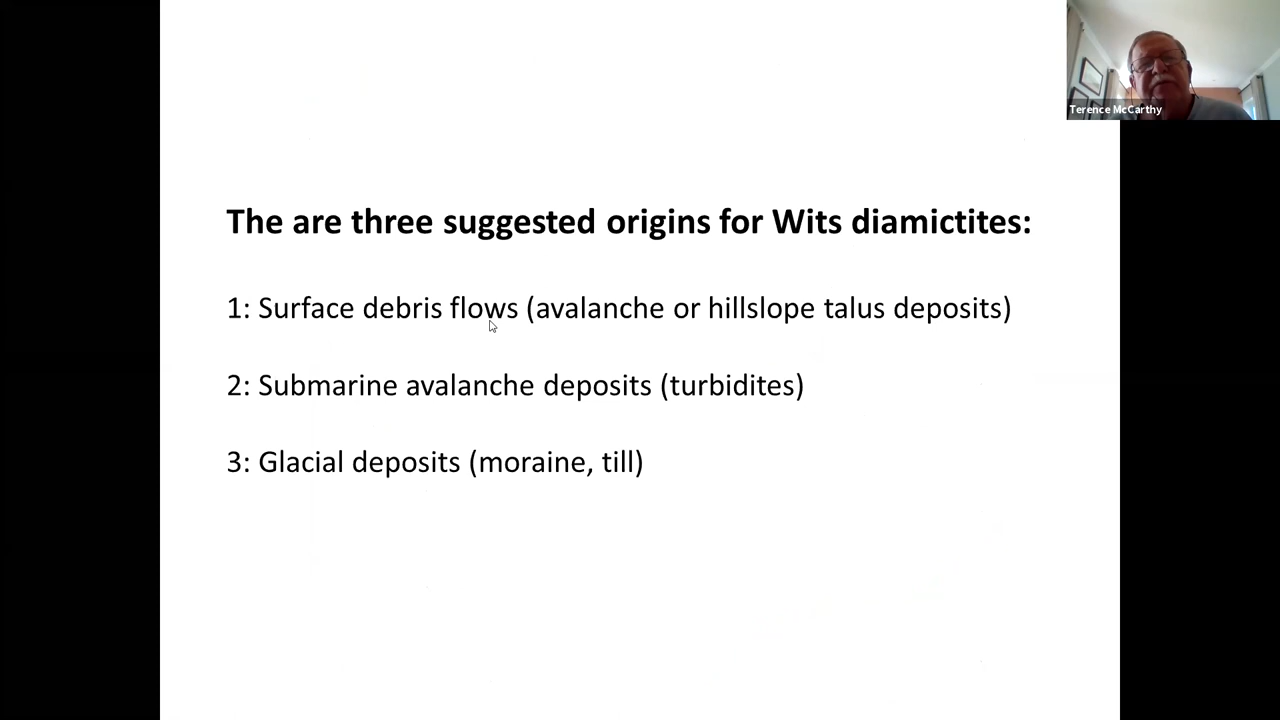 Terence McCarthy
The are three suggested origins for Wits diamictites:
1: Surface debris flows (avalanche or hillslope talus deposits)
2: Submarine avalanche deposits (turbidites)
3: Glacial deposits (moraine, till)